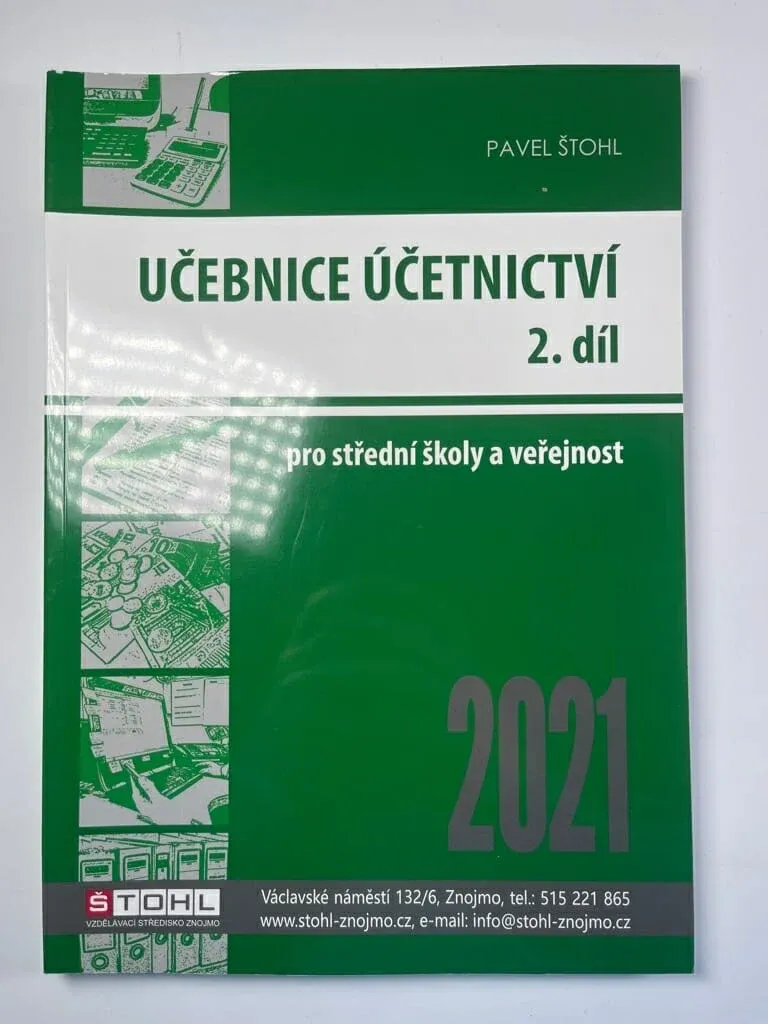 PAVEL ŠTOHL
UČEBNICE ÚČETNICTVÍ
2. díl
pro střední školy a veřejnost
2021
ŠTOHL
VZDĚLÁVACÍ STŘEDISKO ZNOJMO
Václavské náměstí 132/6, Znojmo, tel.: 515 221 865
www.stohl-znojmo.cz, e-mail: info@stohl-znojmo.cz